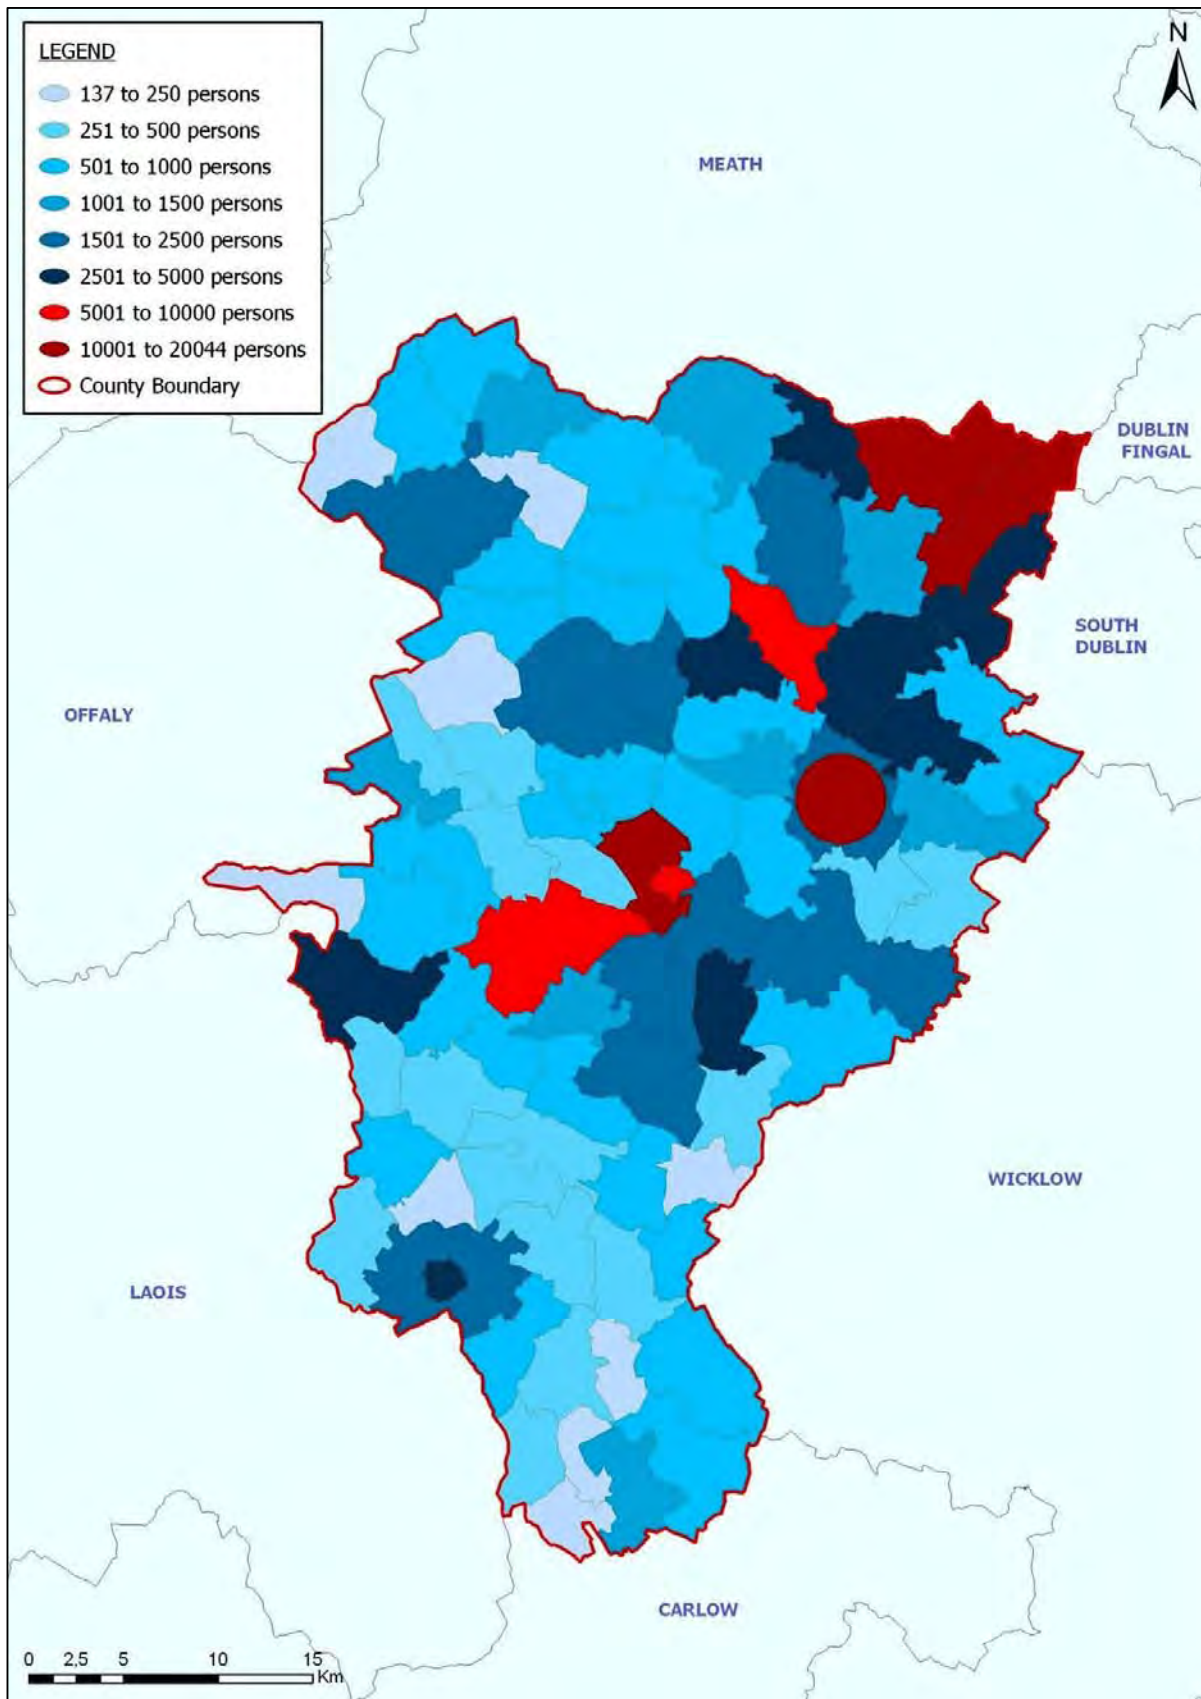 LEGEND
137 to 250 persons
251 to 500 persons
501 to 1000 persons
1001 to 1500 persons
1501 to 2500 persons
2501 to 5000 persons
5001 to 10000 persons
10001 to 20044 persons
County Boundary
N
MEATH
DUBLIN
FINGAL
SOUTH
DUBLIN
OFFALY
WICKLOW
LAOIS
CARLOW
0 2,5 5 10 15
Km